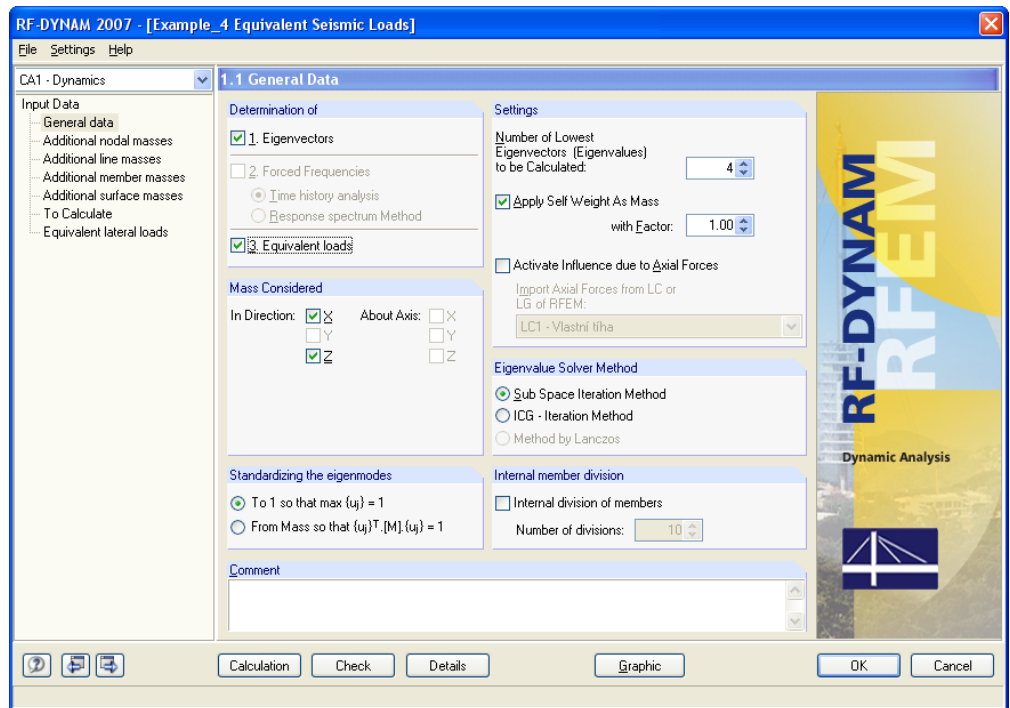 RF-DYNAM 2007 - [Example_4 Equivalent Seismic Loads]
File Settings Help
CA1 - Dynamics
Input Data
General data
Additional nodal masses
Additional line masses
Additional member masses
Additional surface masses
To Calculate
Equivalent lateral loads
1.1 General Data
Determination of
1. Eigenvectors
2. Forced Frequencies
Time history analysis
Response spectrum Method
3. Equivalent loads
Mass Considered
In Direction: X About Axis: X
Y Y
Z Z
Standardizing the eigenmodes
To 1 so that max {uj} = 1
From Mass so that {uj}ᵀ.[M].{uj} = 1
Settings
Number of Lowest
Eigenvectors (Eigenvalues)
to be Calculated: 4
Apply Self Weight As Mass
with Factor: 1.00
Activate Influence due to Axial Forces
Import Axial Forces from LC or
LG of RFEM:
LC1 - Vlastní tíha
Eigenvalue Solver Method
Sub Space Iteration Method
ICG - Iteration Method
Method by Lanczos
Internal member division
Internal division of members
Number of divisions: 10
Comment
RF-DYNAM
RFEM
Dynamic Analysis
Calculation Check Details Graphic OK Cancel